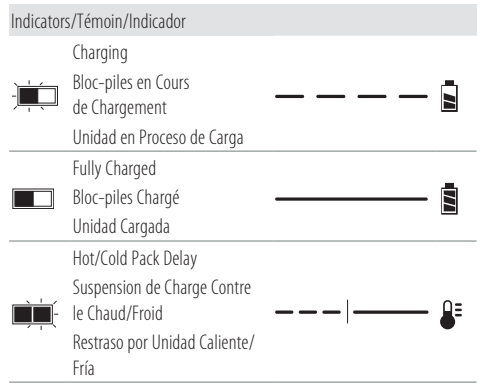 Indicators/Témoin/Indicador
Charging
Bloc-piles en Cours
de Chargement
Unidad en Proceso de Carga
Fully Charged
Bloc-piles Chargé
Unidad Cargada
Hot/Cold Pack Delay
Suspension de Charge Contre
le Chaud/Froid
Restraso por Unidad Caliente/
Fría